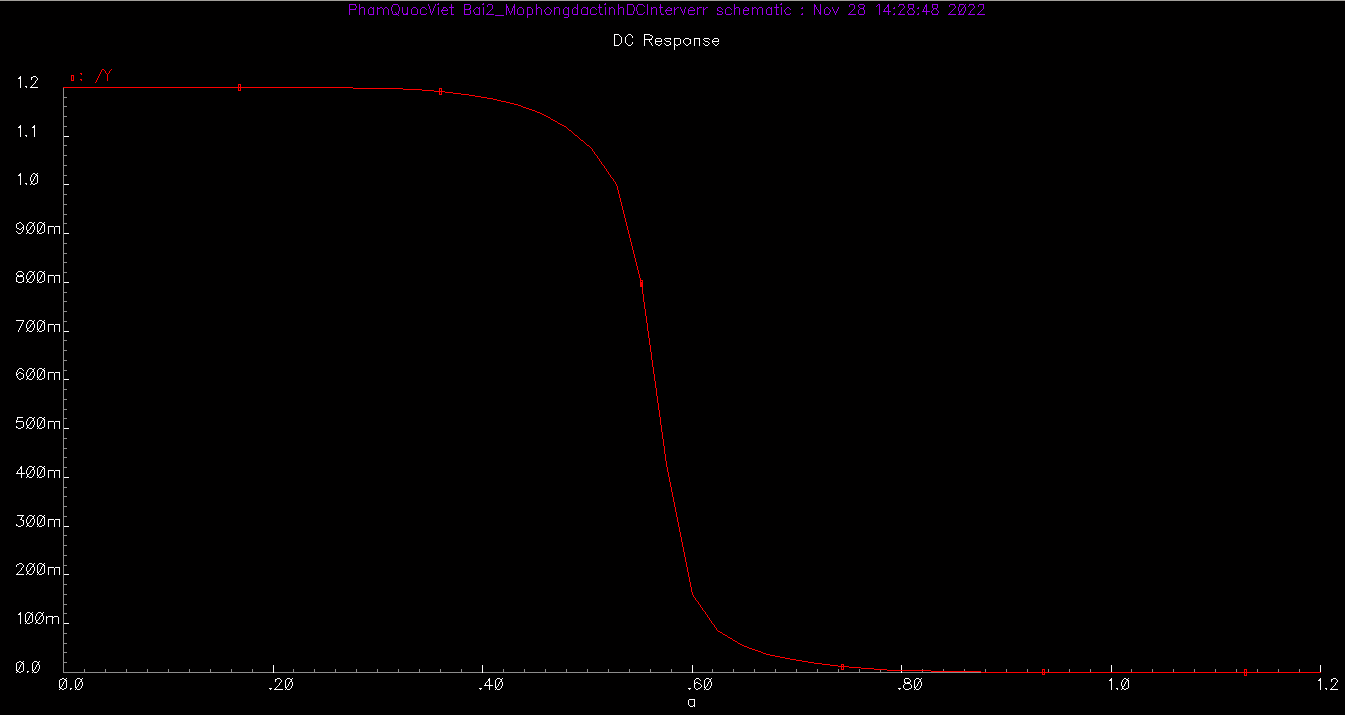 PhamQuocViet Bai2_MophongdactinhDCInterverr schematic : Nov 28 14:28:48 2022
DC Response
▯: /Y
1.2
1.1
1.0
900m
800m
700m
600m
500m
400m
300m
200m
100m
0.0
0.0 .20 .40 .60 .80 1.0 1.2
a